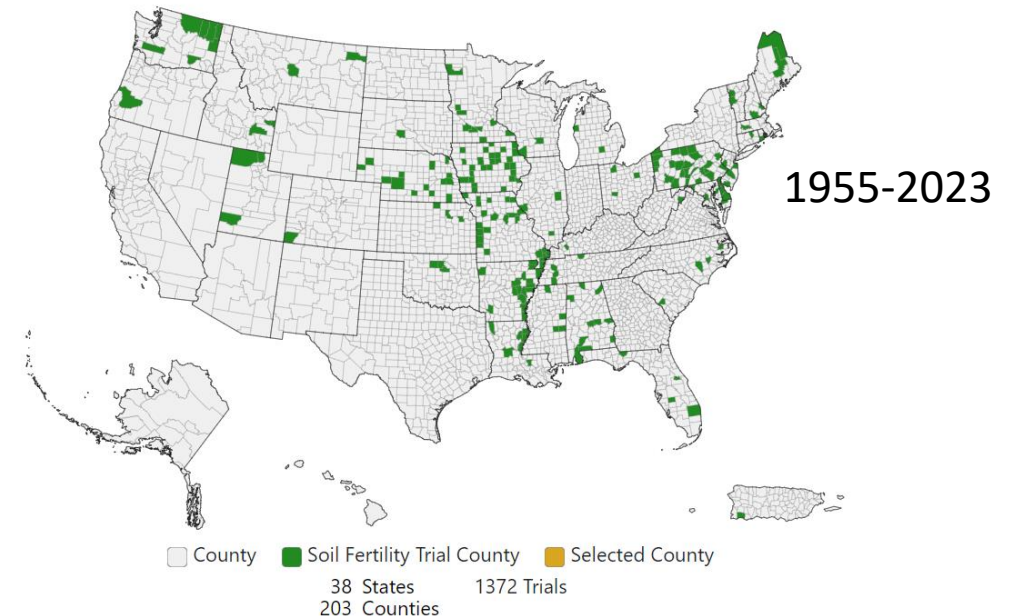 1955-2023
County Soil Fertility Trial County Selected County
38 States 1372 Trials
203 Counties